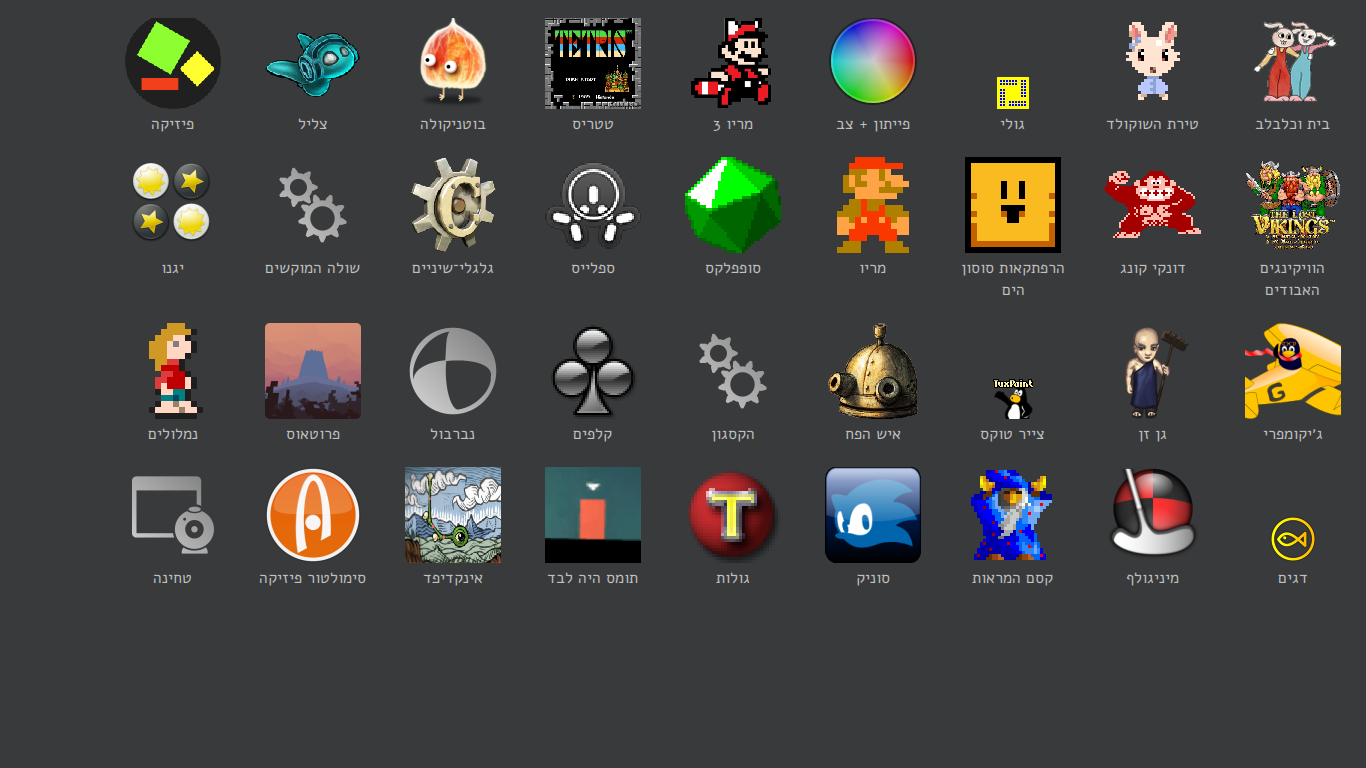 בית וכלבלב
טירת השוקולד
גולי
פייתון + צב
מריו 3
TETRIS
PUSH START
טטריס
בוטניקולה
צליל
פיזיקה
THE LOST
VIKINGS
הוויקינגים
האבודים
דונקי קונג
הרפתקאות סוסון
הים
מריו
סופפלקס
ספלייס
גלגלי־שיניים
שולה המוקשים
יגנו
G
ג'יקומפרי
גן זן
TuxPaint
צייר טוקס
איש הפח
הקסגון
קלפים
נברבול
פרוטאוס
נמלולים
דגים
מיניגולף
קסם המראות
סוניק
T
גולות
תומס היה לבד
אינקדיפד
סימולטור פיזיקה
טחינה